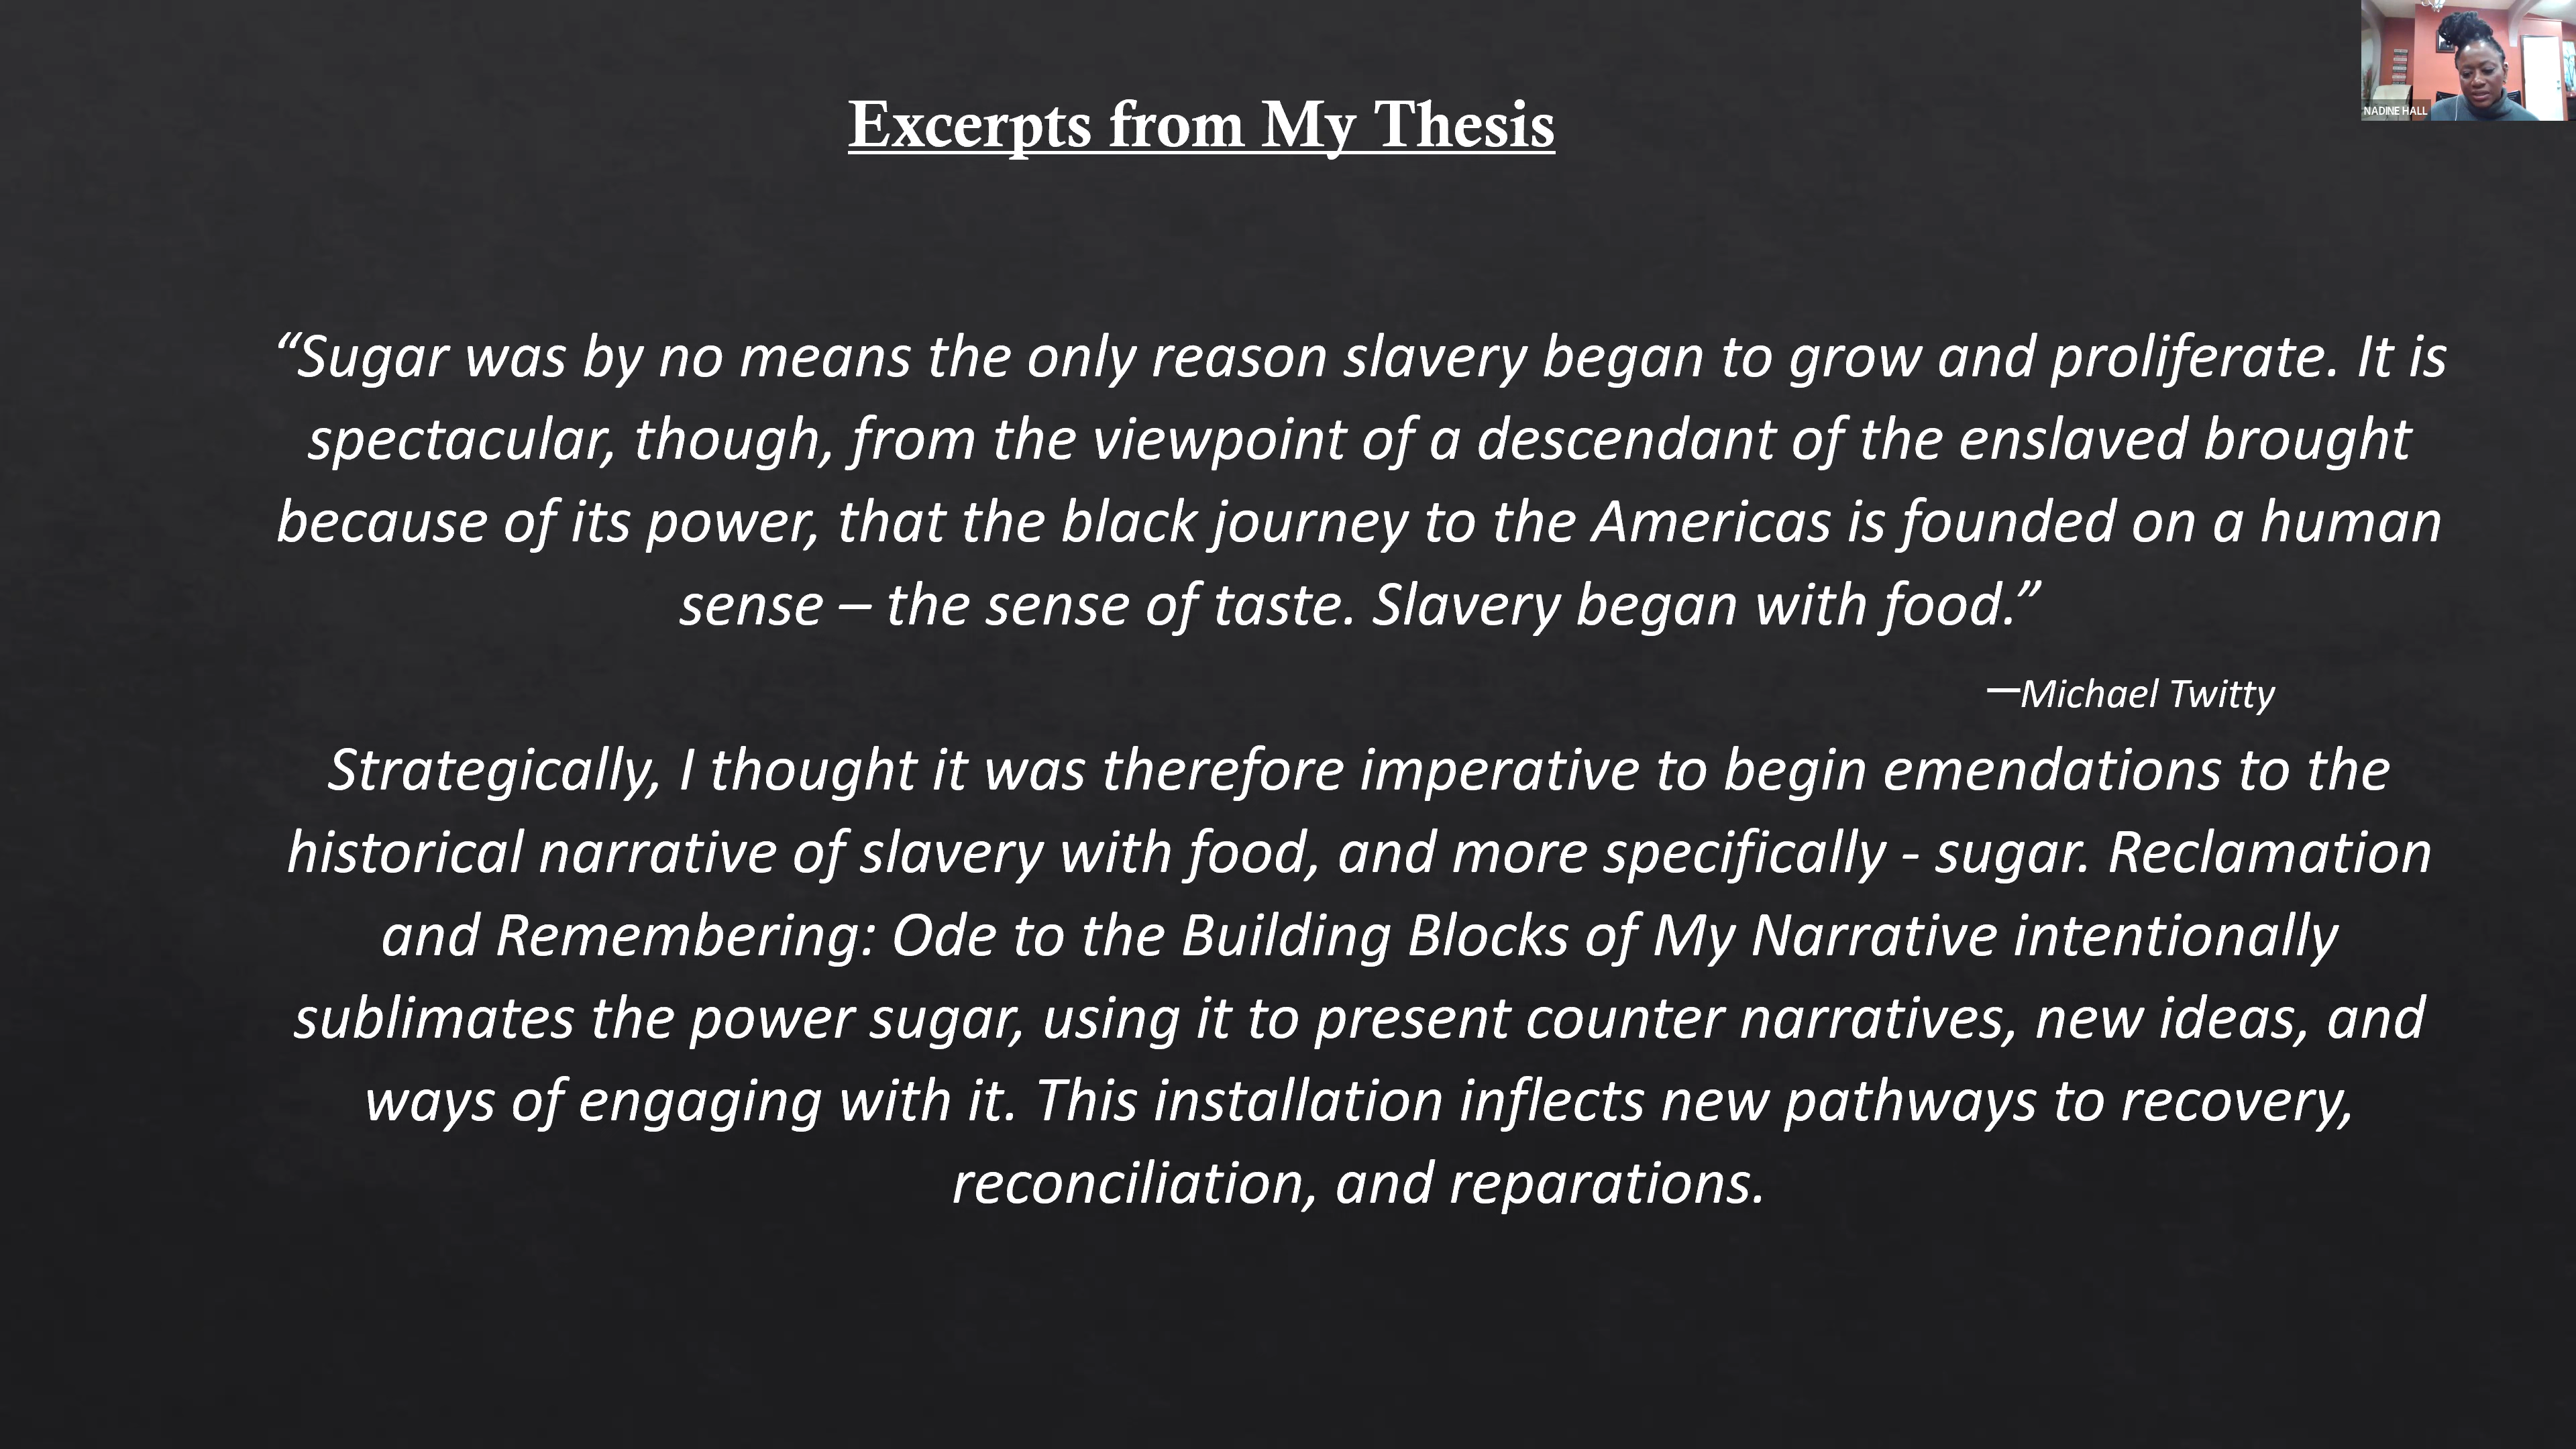 NADINE HALL
Excerpts from My Thesis
“Sugar was by no means the only reason slavery began to grow and proliferate. It is
spectacular, though, from the viewpoint of a descendant of the enslaved brought
because of its power, that the black journey to the Americas is founded on a human
sense – the sense of taste. Slavery began with food.”
—Michael Twitty
Strategically, I thought it was therefore imperative to begin emendations to the
historical narrative of slavery with food, and more specifically - sugar. Reclamation
and Remembering: Ode to the Building Blocks of My Narrative intentionally
sublimates the power sugar, using it to present counter narratives, new ideas, and
ways of engaging with it. This installation inflects new pathways to recovery,
reconciliation, and reparations.